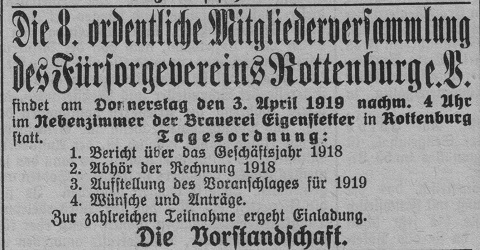 Die 8. ordentliche Mitgliederversammlung
des Fürsorgevereins Rottenburg e. V.
findet am Donnerstag den 3. April 1919 nachm. 4 Uhr
im Nebenzimmer der Brauerei Eigenstetter in Rottenburg
statt. Tagesordnung:
1. Bericht über das Geschäftsjahr 1918
2. Abhör der Rechnung 1918
3. Aufstellung des Voranschlages für 1919
4. Wünsche und Anträge.
Zur zahlreichen Teilnahme ergeht Einladung.
Die Vorstandschaft.